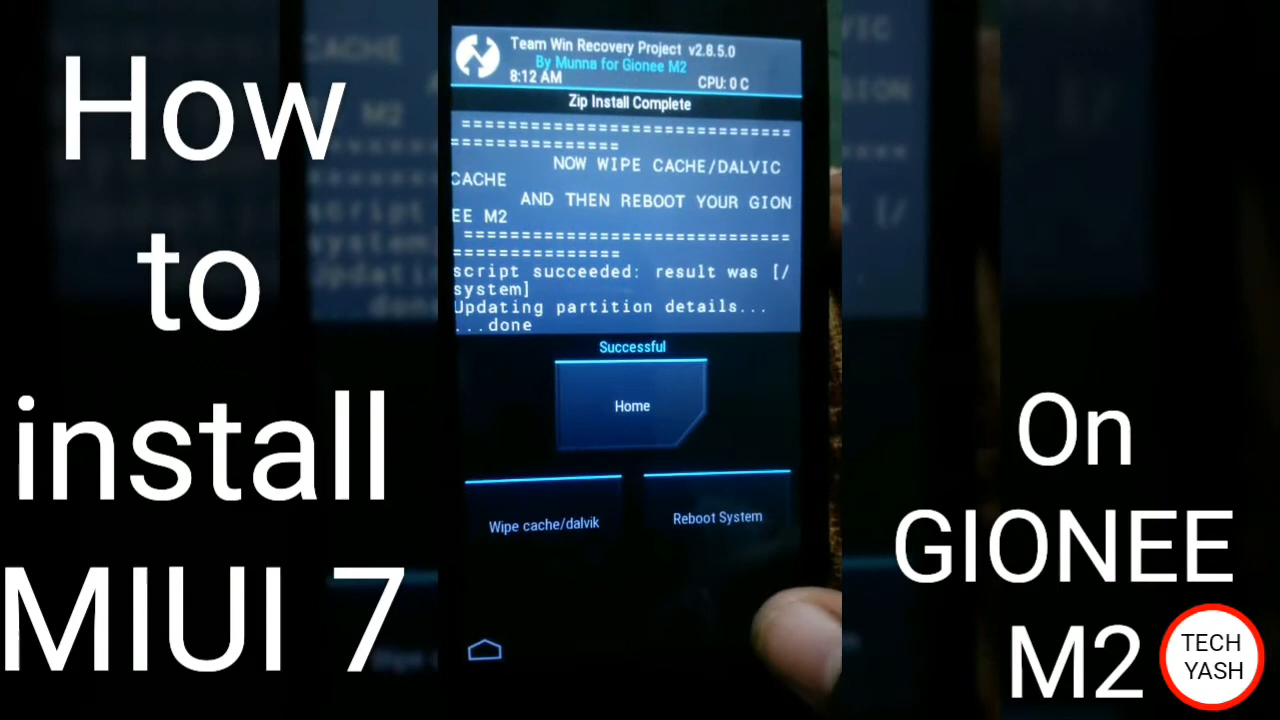 How
to
install
MIUI 7
Team Win Recovery Project v2.8.5.0
By Munna for Gionee M2
8:12 AM
CPU: 0 C
Zip Install Complete
==============================
===============
NOW WIPE CACHE/DALVIC
CACHE
AND THEN REBOOT YOUR GION
EE M2
==============================
===============
script succeeded: result was [/
system]
Updating partition details...
...done
Successful
Home
Wipe cache/dalvik
Reboot System
On
GIONEE
M2
TECH
YASH